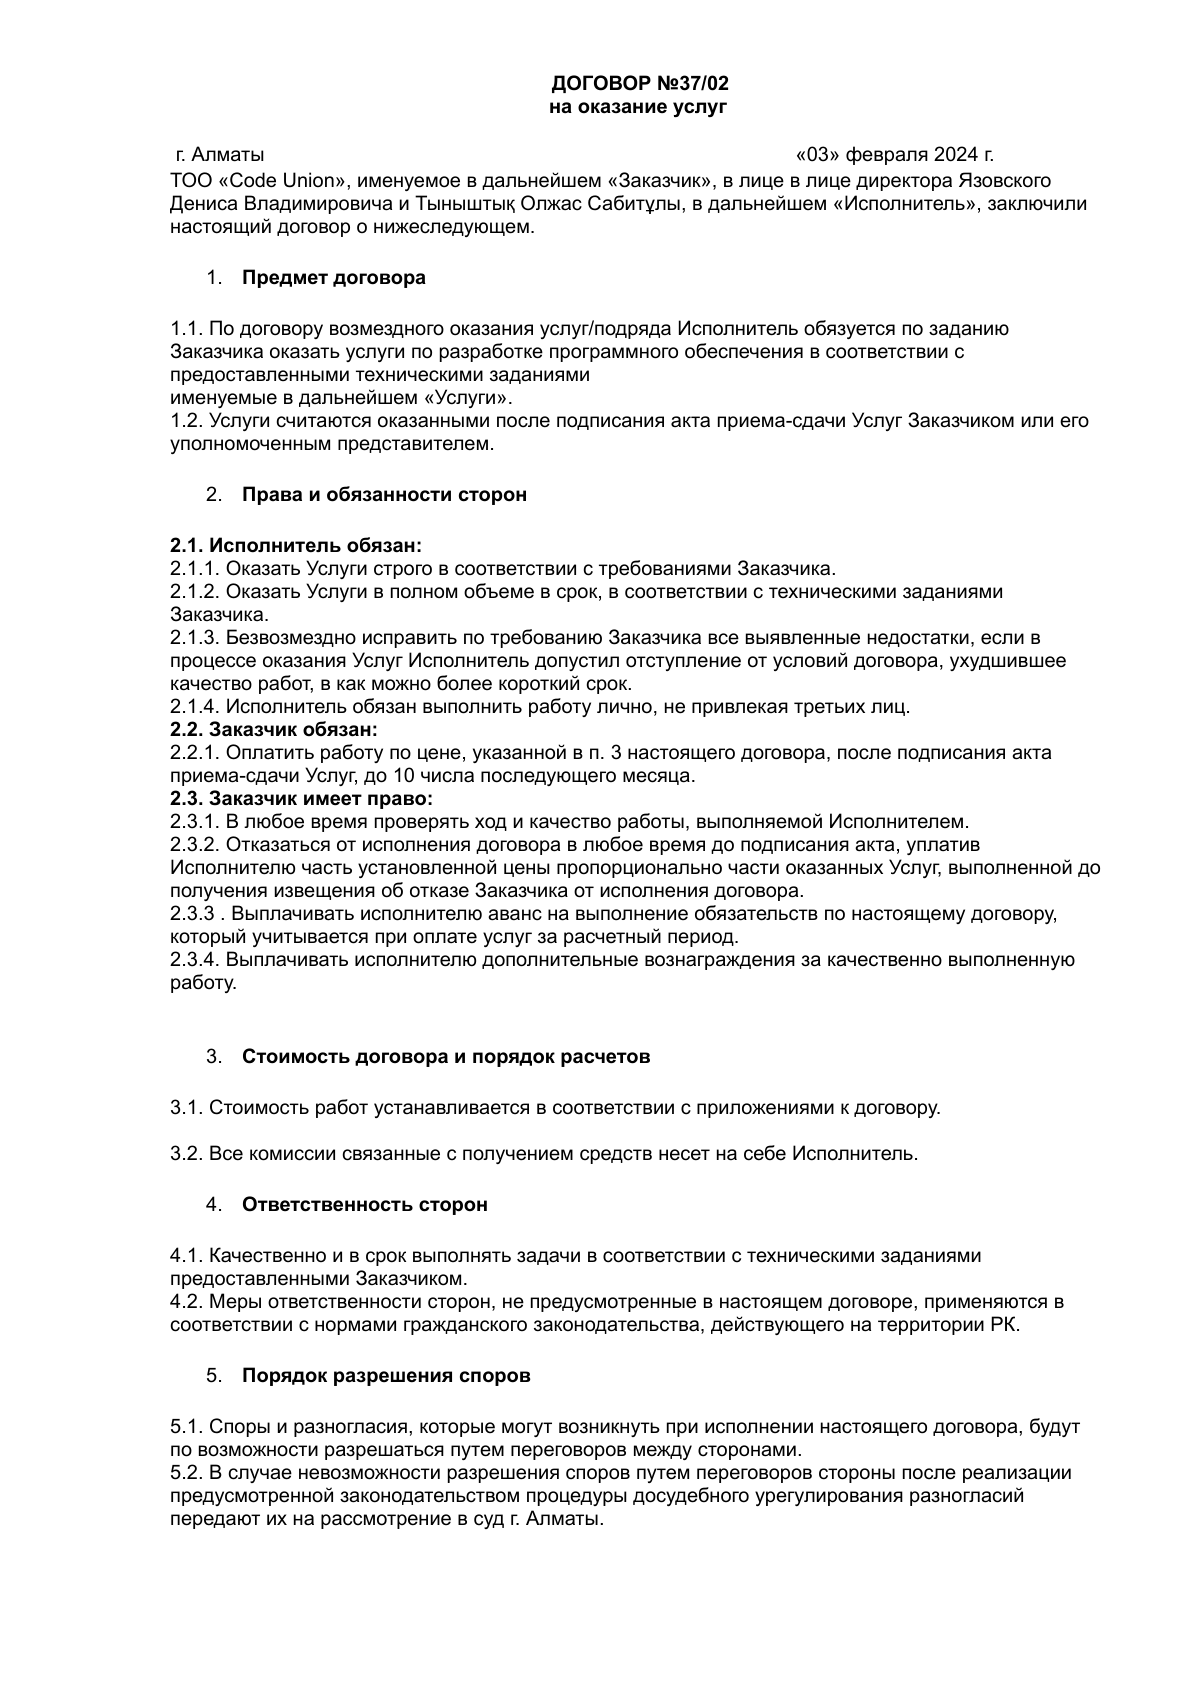 ДОГОВОР №37/02
на оказание услуг
г. Алматы «03» февраля 2024 г.
ТОО «Code Union», именуемое в дальнейшем «Заказчик», в лице в лице директора Язовского
Дениса Владимировича и Тыныштық Олжас Сабитұлы, в дальнейшем «Исполнитель», заключили
настоящий договор о нижеследующем.
1. Предмет договора
1.1. По договору возмездного оказания услуг/подряда Исполнитель обязуется по заданию
Заказчика оказать услуги по разработке программного обеспечения в соответствии с
предоставленными техническими заданиями
именуемые в дальнейшем «Услуги».
1.2. Услуги считаются оказанными после подписания акта приема-сдачи Услуг Заказчиком или его
уполномоченным представителем.
2. Права и обязанности сторон
2.1. Исполнитель обязан:
2.1.1. Оказать Услуги строго в соответствии с требованиями Заказчика.
2.1.2. Оказать Услуги в полном объеме в срок, в соответствии с техническими заданиями
Заказчика.
2.1.3. Безвозмездно исправить по требованию Заказчика все выявленные недостатки, если в
процессе оказания Услуг Исполнитель допустил отступление от условий договора, ухудшившее
качество работ, в как можно более короткий срок.
2.1.4. Исполнитель обязан выполнить работу лично, не привлекая третьих лиц.
2.2. Заказчик обязан:
2.2.1. Оплатить работу по цене, указанной в п. 3 настоящего договора, после подписания акта
приема-сдачи Услуг, до 10 числа последующего месяца.
2.3. Заказчик имеет право:
2.3.1. В любое время проверять ход и качество работы, выполняемой Исполнителем.
2.3.2. Отказаться от исполнения договора в любое время до подписания акта, уплатив
Исполнителю часть установленной цены пропорционально части оказанных Услуг, выполненной до
получения извещения об отказе Заказчика от исполнения договора.
2.3.3 . Выплачивать исполнителю аванс на выполнение обязательств по настоящему договору,
который учитывается при оплате услуг за расчетный период.
2.3.4. Выплачивать исполнителю дополнительные вознаграждения за качественно выполненную
работу.
3. Стоимость договора и порядок расчетов
3.1. Стоимость работ устанавливается в соответствии с приложениями к договору.
3.2. Все комиссии связанные с получением средств несет на себе Исполнитель.
4. Ответственность сторон
4.1. Качественно и в срок выполнять задачи в соответствии с техническими заданиями
предоставленными Заказчиком.
4.2. Меры ответственности сторон, не предусмотренные в настоящем договоре, применяются в
соответствии с нормами гражданского законодательства, действующего на территории РК.
5. Порядок разрешения споров
5.1. Споры и разногласия, которые могут возникнуть при исполнении настоящего договора, будут
по возможности разрешаться путем переговоров между сторонами.
5.2. В случае невозможности разрешения споров путем переговоров стороны после реализации
предусмотренной законодательством процедуры досудебного урегулирования разногласий
передают их на рассмотрение в суд г. Алматы.